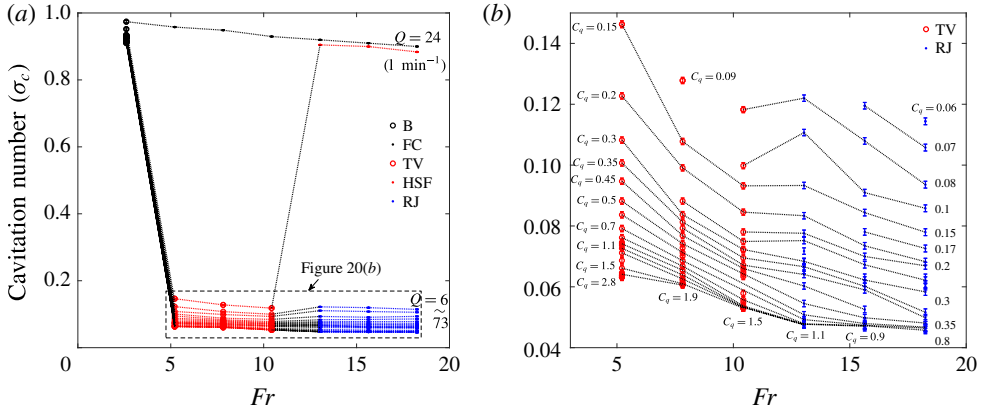 (a)
1.0
0.8
0.6
0.4
0.2
0
5
10
15
20
Cavitation number (σc)
Fr
Q = 24
(l min−1)
B
FC
TV
HSF
RJ
Figure 20(b)
Q = 6
~
73
(b)
0.14
0.12
0.10
0.08
0.06
0.04
5
10
15
20
Fr
TV
RJ
Cq = 0.15
Cq = 0.09
Cq = 0.2
Cq = 0.3
Cq = 0.35
Cq = 0.45
Cq = 0.5
Cq = 0.7
Cq = 1.1
Cq = 1.5
Cq = 2.8
Cq = 1.9
Cq = 1.5
Cq = 1.1
Cq = 0.9
Cq = 0.06
0.07
0.08
0.1
0.15
0.17
0.2
0.3
0.35
0.8